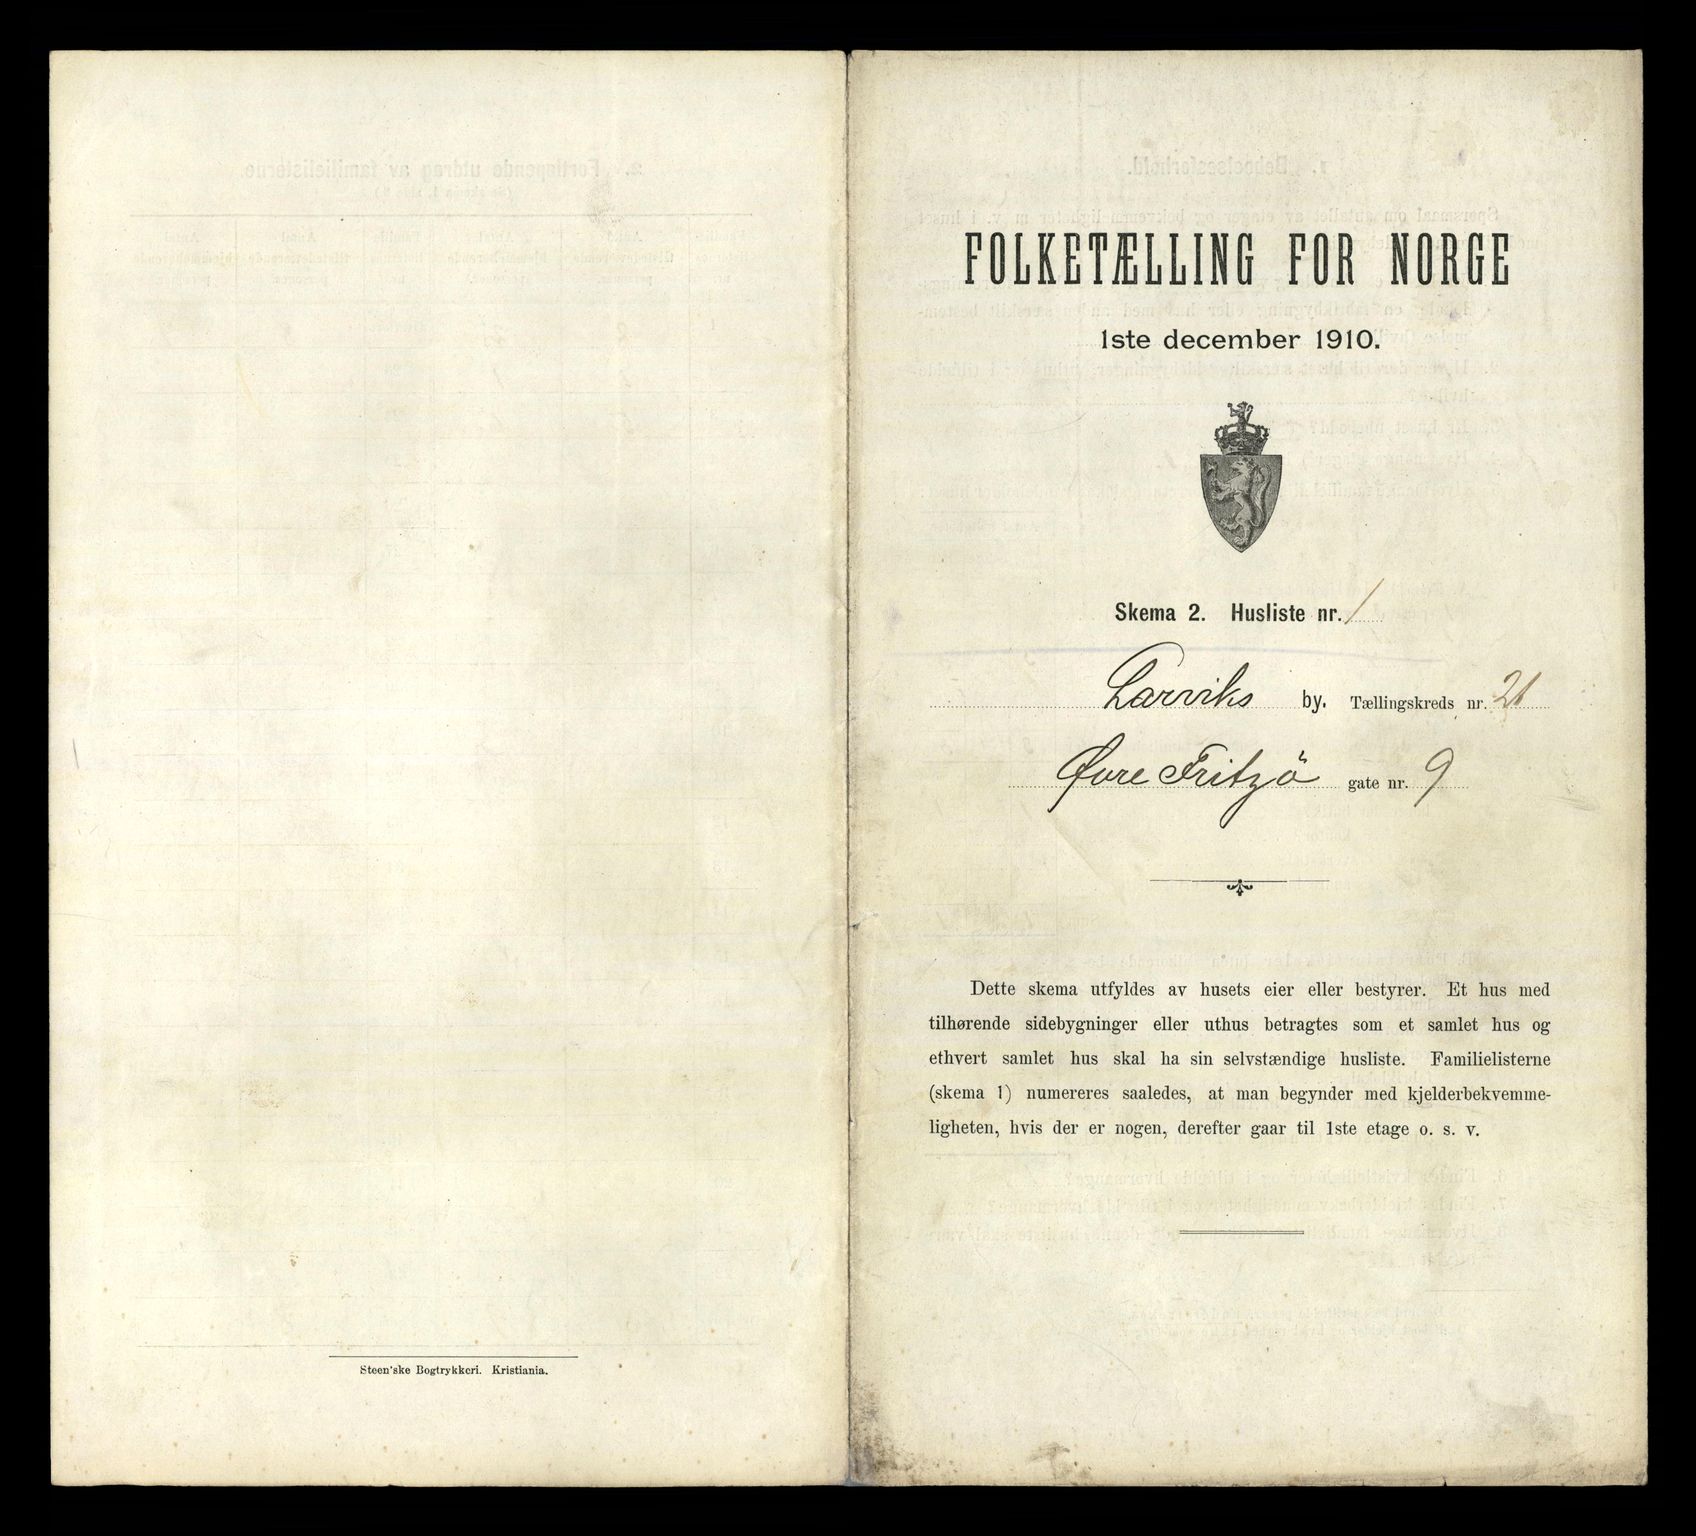 FOLKETÆLLING FOR NORGE
1ste december 1910.
Skema 2. Husliste nr. 1
Larviks by. Tællingskreds nr. 21
Øvre Fritzö gate nr. 9
Dette skema utfyldes av husets eier eller bestyrer. Et hus med
tilhørende sidebygninger eller uthus betragtes som et samlet hus og
ethvert samlet hus skal ha sin selvstændige husliste. Familielisterne
(skema 1) numereres saaledes, at man begynder med kjelderbekvemme-
ligheten, hvis der er nogen, derefter gaar til 1ste etage o. s. v.
Steen'ske Bogtrykkeri. Kristiania.